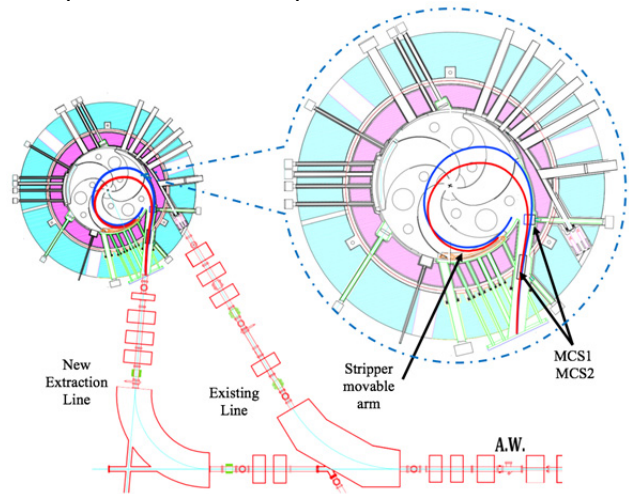 New
Extraction
Line
Existing
Line
Stripper
movable
arm
MCS1
MCS2
A.W.